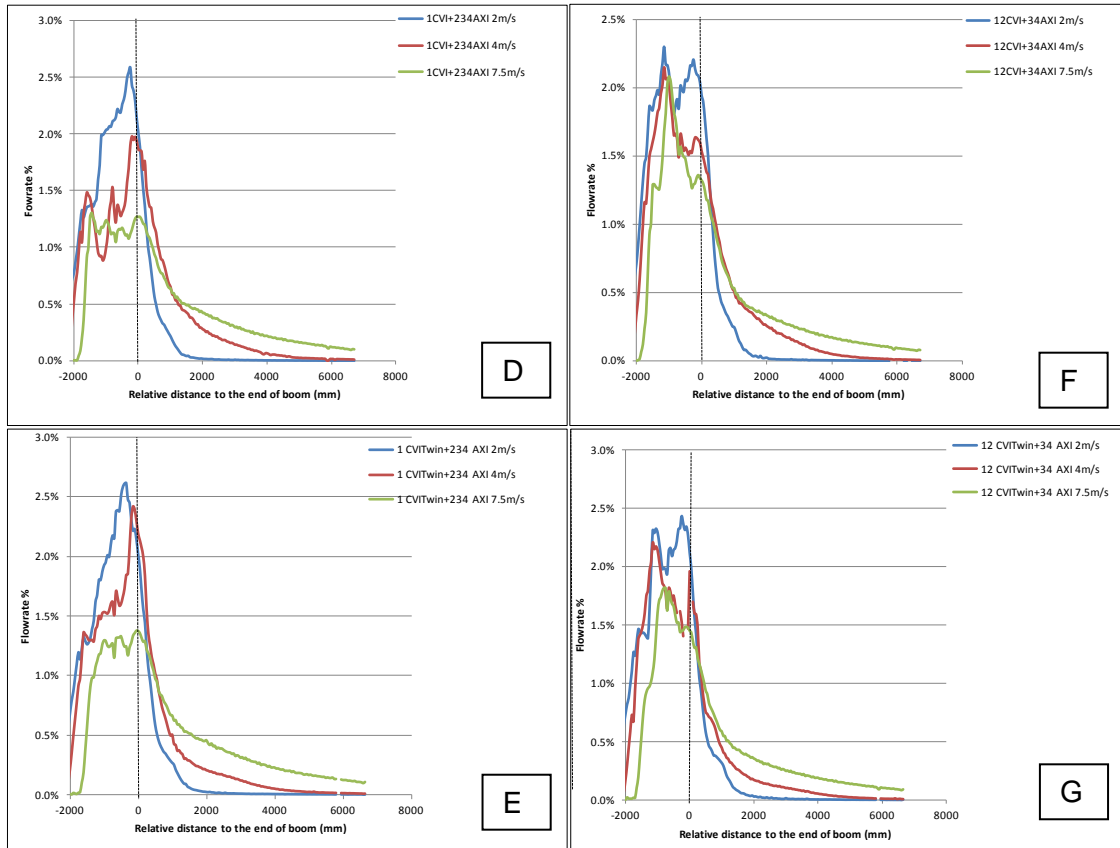 3.0%
2.5%
2.0%
1.5%
1.0%
0.5%
0.0%
Fowrate %
-2000 0 2000 4000 6000 8000
Relative distance to the end of boom (mm)
1CVI+234AXI 2m/s
1CVI+234AXI 4m/s
1CVI+234AXI 7.5m/s
D
2.5%
2.0%
1.5%
1.0%
0.5%
0.0%
Flowrate %
-2000 0 2000 4000 6000 8000
Relative distance to the end of boom (mm)
12CVI+34AXI 2m/s
12CVI+34AXI 4m/s
12CVI+34AXI 7.5m/s
F
3.0%
2.5%
2.0%
1.5%
1.0%
0.5%
0.0%
Flowrate %
-2000 0 2000 4000 6000 8000
Relative distance to the end of boom (mm)
1 CVITwin+234 AXI 2m/s
1 CVITwin+234 AXI 4m/s
1 CVITwin+234 AXI 7.5m/s
E
3.0%
2.5%
2.0%
1.5%
1.0%
0.5%
0.0%
Flowrate %
-2000 0 2000 4000 6000 8000
Relative distance to the end of boom (mm)
12 CVITwin+34 AXI 2m/s
12 CVITwin+34 AXI 4m/s
12 CVITwin+34 AXI 7.5m/s
G